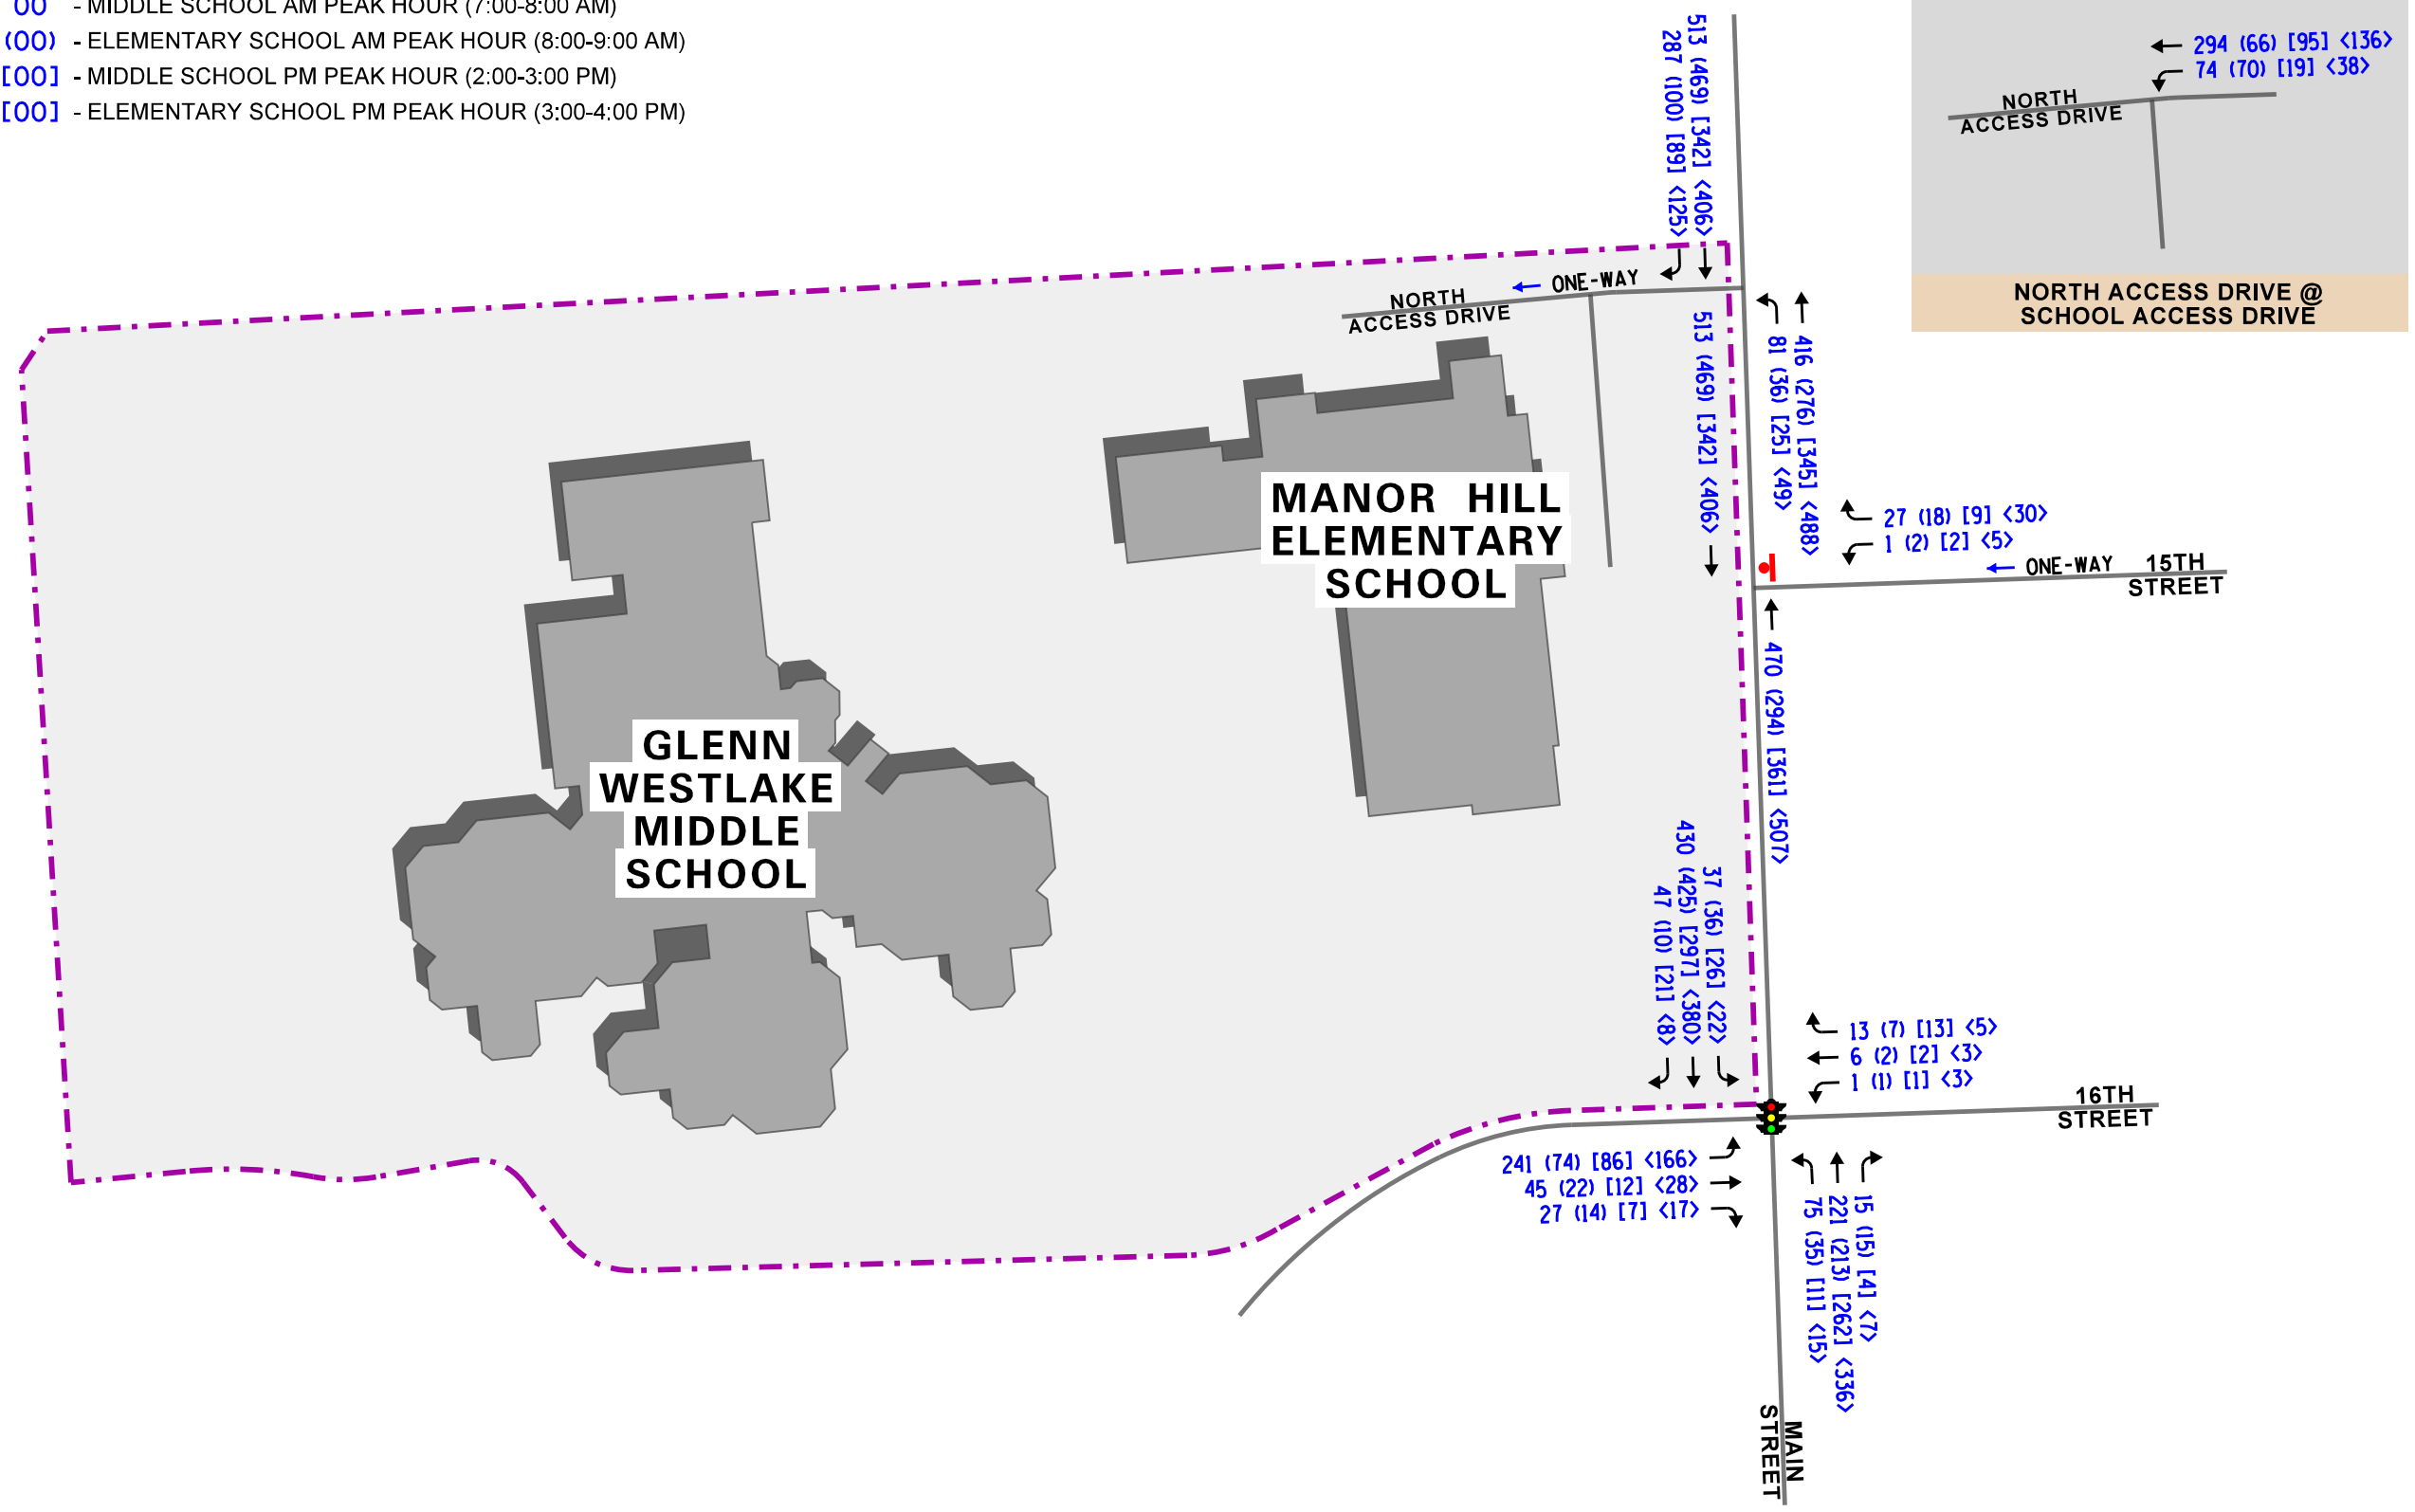 00 - MIDDLE SCHOOL AM PEAK HOUR (7:00-8:00 AM)
(00) - ELEMENTARY SCHOOL AM PEAK HOUR (8:00-9:00 AM)
[00] - MIDDLE SCHOOL PM PEAK HOUR (2:00-3:00 PM)
[00] - ELEMENTARY SCHOOL PM PEAK HOUR (3:00-4:00 PM)
513 (469) [342] <406>
287 (100) [89] <125>
294 (66) [95] <136>
74 (70) [19] <38>
NORTH
ACCESS DRIVE
NORTH ACCESS DRIVE @
SCHOOL ACCESS DRIVE
ONE-WAY
NORTH
ACCESS DRIVE
513 (469) [342] <406>
416 (276) [345] <488>
81 (36) [25] <49>
27 (18) [9] <30>
1 (2) [2] <5>
ONE-WAY
15TH
STREET
MANOR HILL
ELEMENTARY
SCHOOL
470 (294) [361] <507>
GLENN
WESTLAKE
MIDDLE
SCHOOL
37 (36) [26] <22>
430 (425) [297] <380>
47 (10) [21] <8>
13 (7) [13] <5>
6 (2) [2] <3>
1 (1) [1] <3>
16TH
STREET
241 (74) [86] <166>
45 (22) [12] <28>
27 (14) [7] <17>
15 (15) [4] <7>
221 (213) [262] <336>
75 (35) [11] <15>
MAIN
STREET